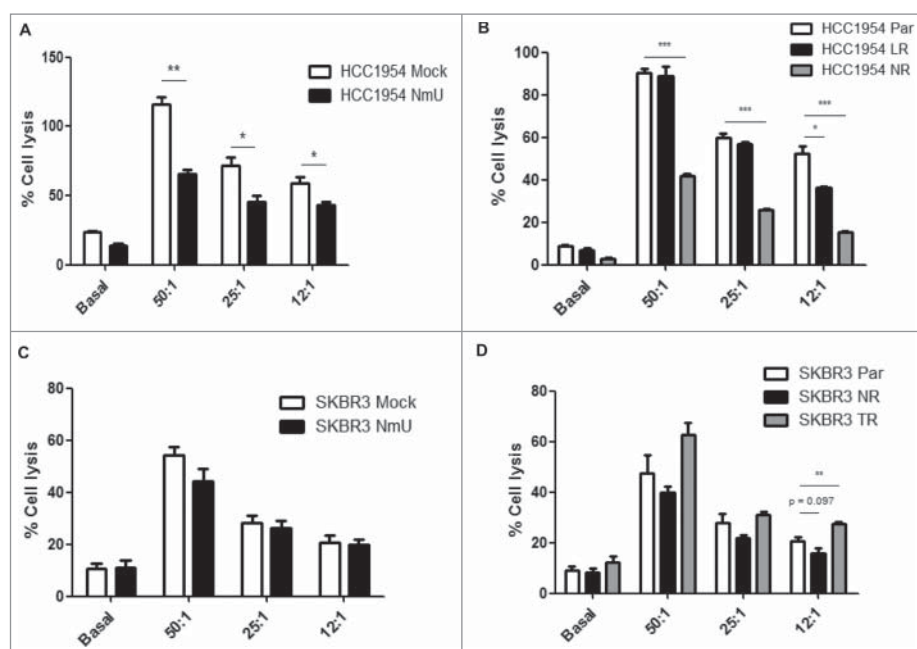 A
HCC1954 Mock
HCC1954 NmU
% Cell lysis
150
100
50
0
**
*
*
Basal
50:1
25:1
12:1
B
HCC1954 Par
HCC1954 LR
HCC1954 NR
% Cell lysis
100
80
60
40
20
0
***
***
***
*
Basal
50:1
25:1
12:1
C
SKBR3 Mock
SKBR3 NmU
% Cell lysis
80
60
40
20
0
Basal
50:1
25:1
12:1
D
SKBR3 Par
SKBR3 NR
SKBR3 TR
% Cell lysis
80
60
40
20
0
**
p = 0.097
Basal
50:1
25:1
12:1